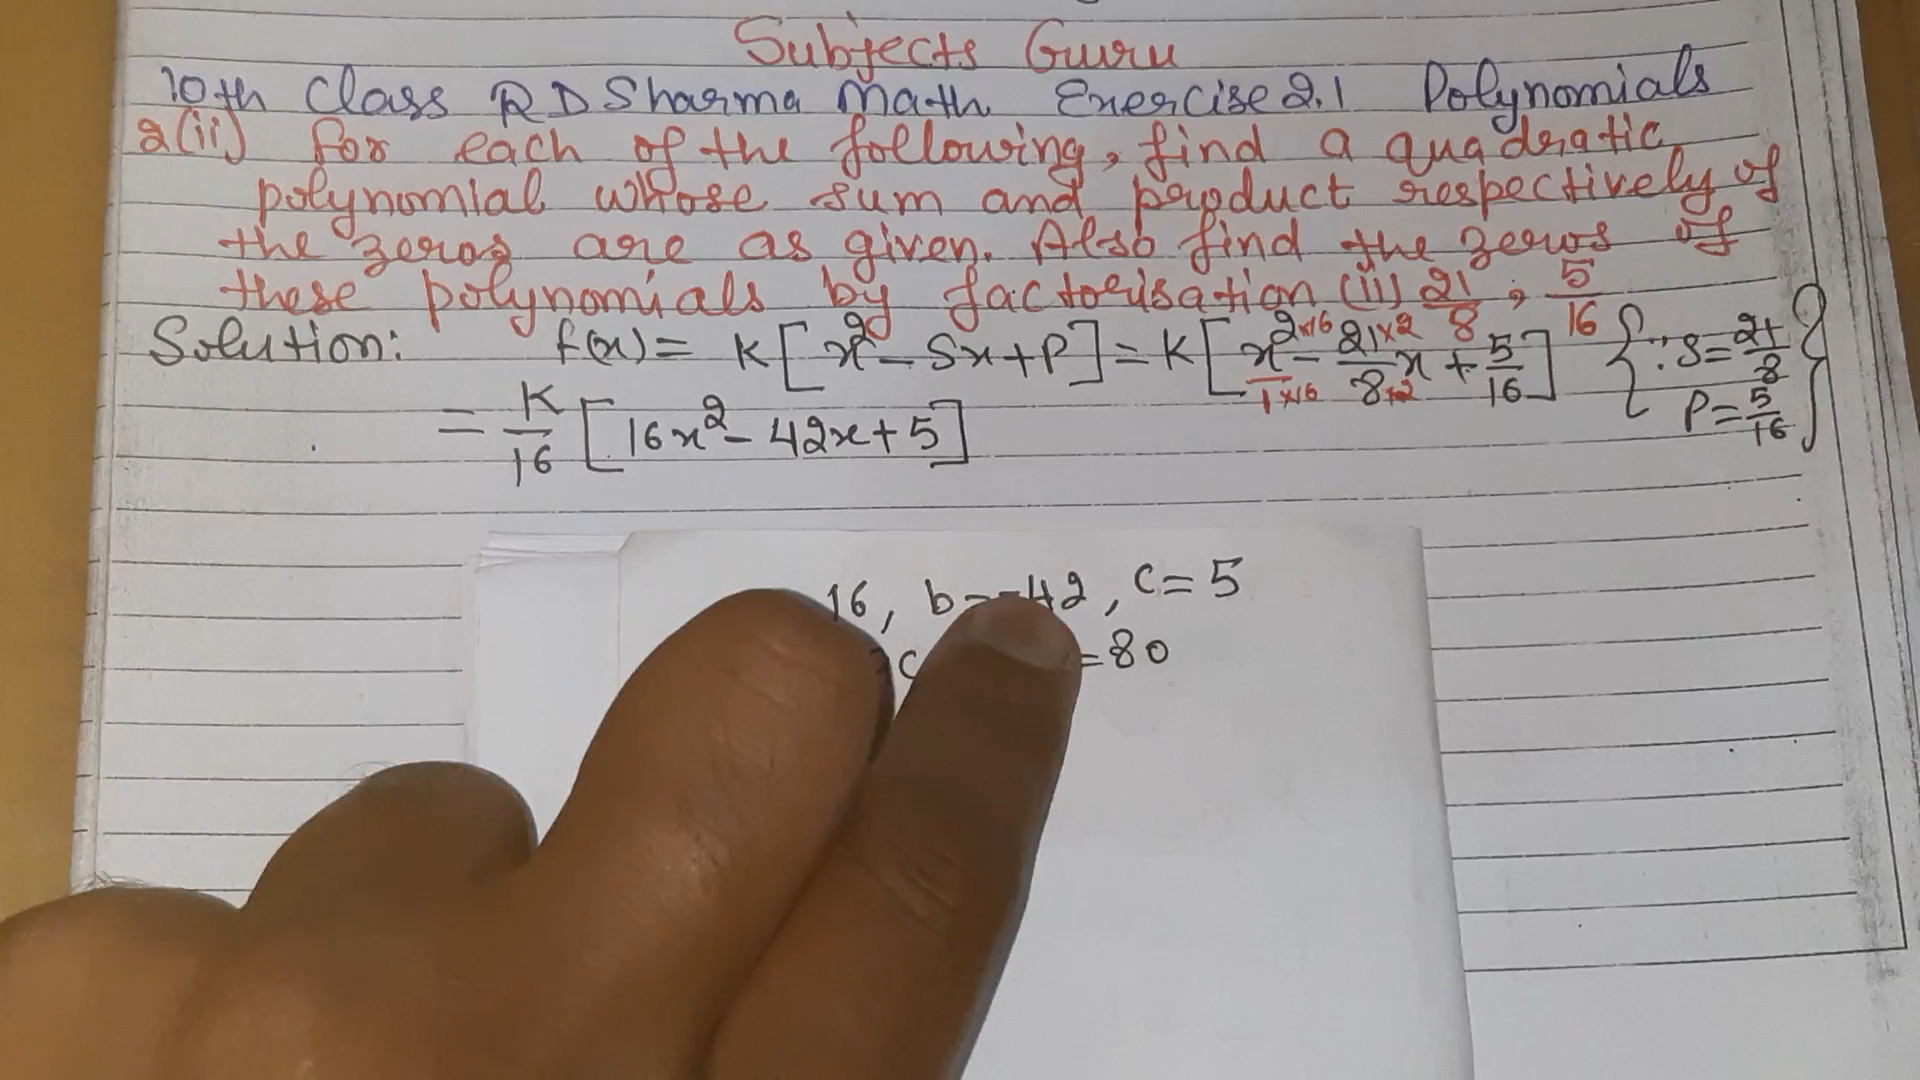 Subjects Guru
10th Class RD Sharma Math Exercise 2.1 Polynomials
2(ii) for each of the following, find a quadratic
polynomial whose sum and product respectively of
the zeros are as given. Also find the zeros of
these polynomials by factorisation (ii) 21/8 ; 5/16
Solution: f(x) = K[x² - Sx + P] = K[x²×16/1×16 - 21×2/8×2 x + 5/16] {∵ S = 21/8
P = 5/16}
= K/16 [16x² - 42x + 5]
16, b = -42, c = 5
c = 80